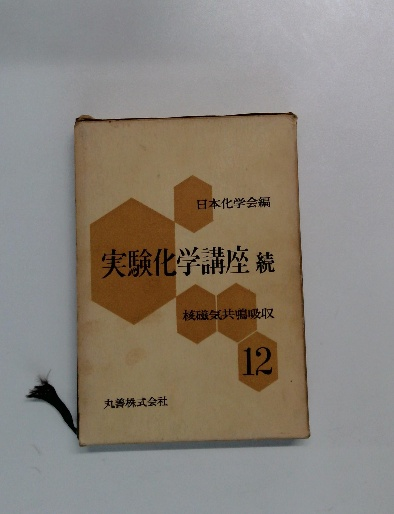 日本化学会編
実験化学講座 続
核磁気共鳴吸収
12
丸善株式会社